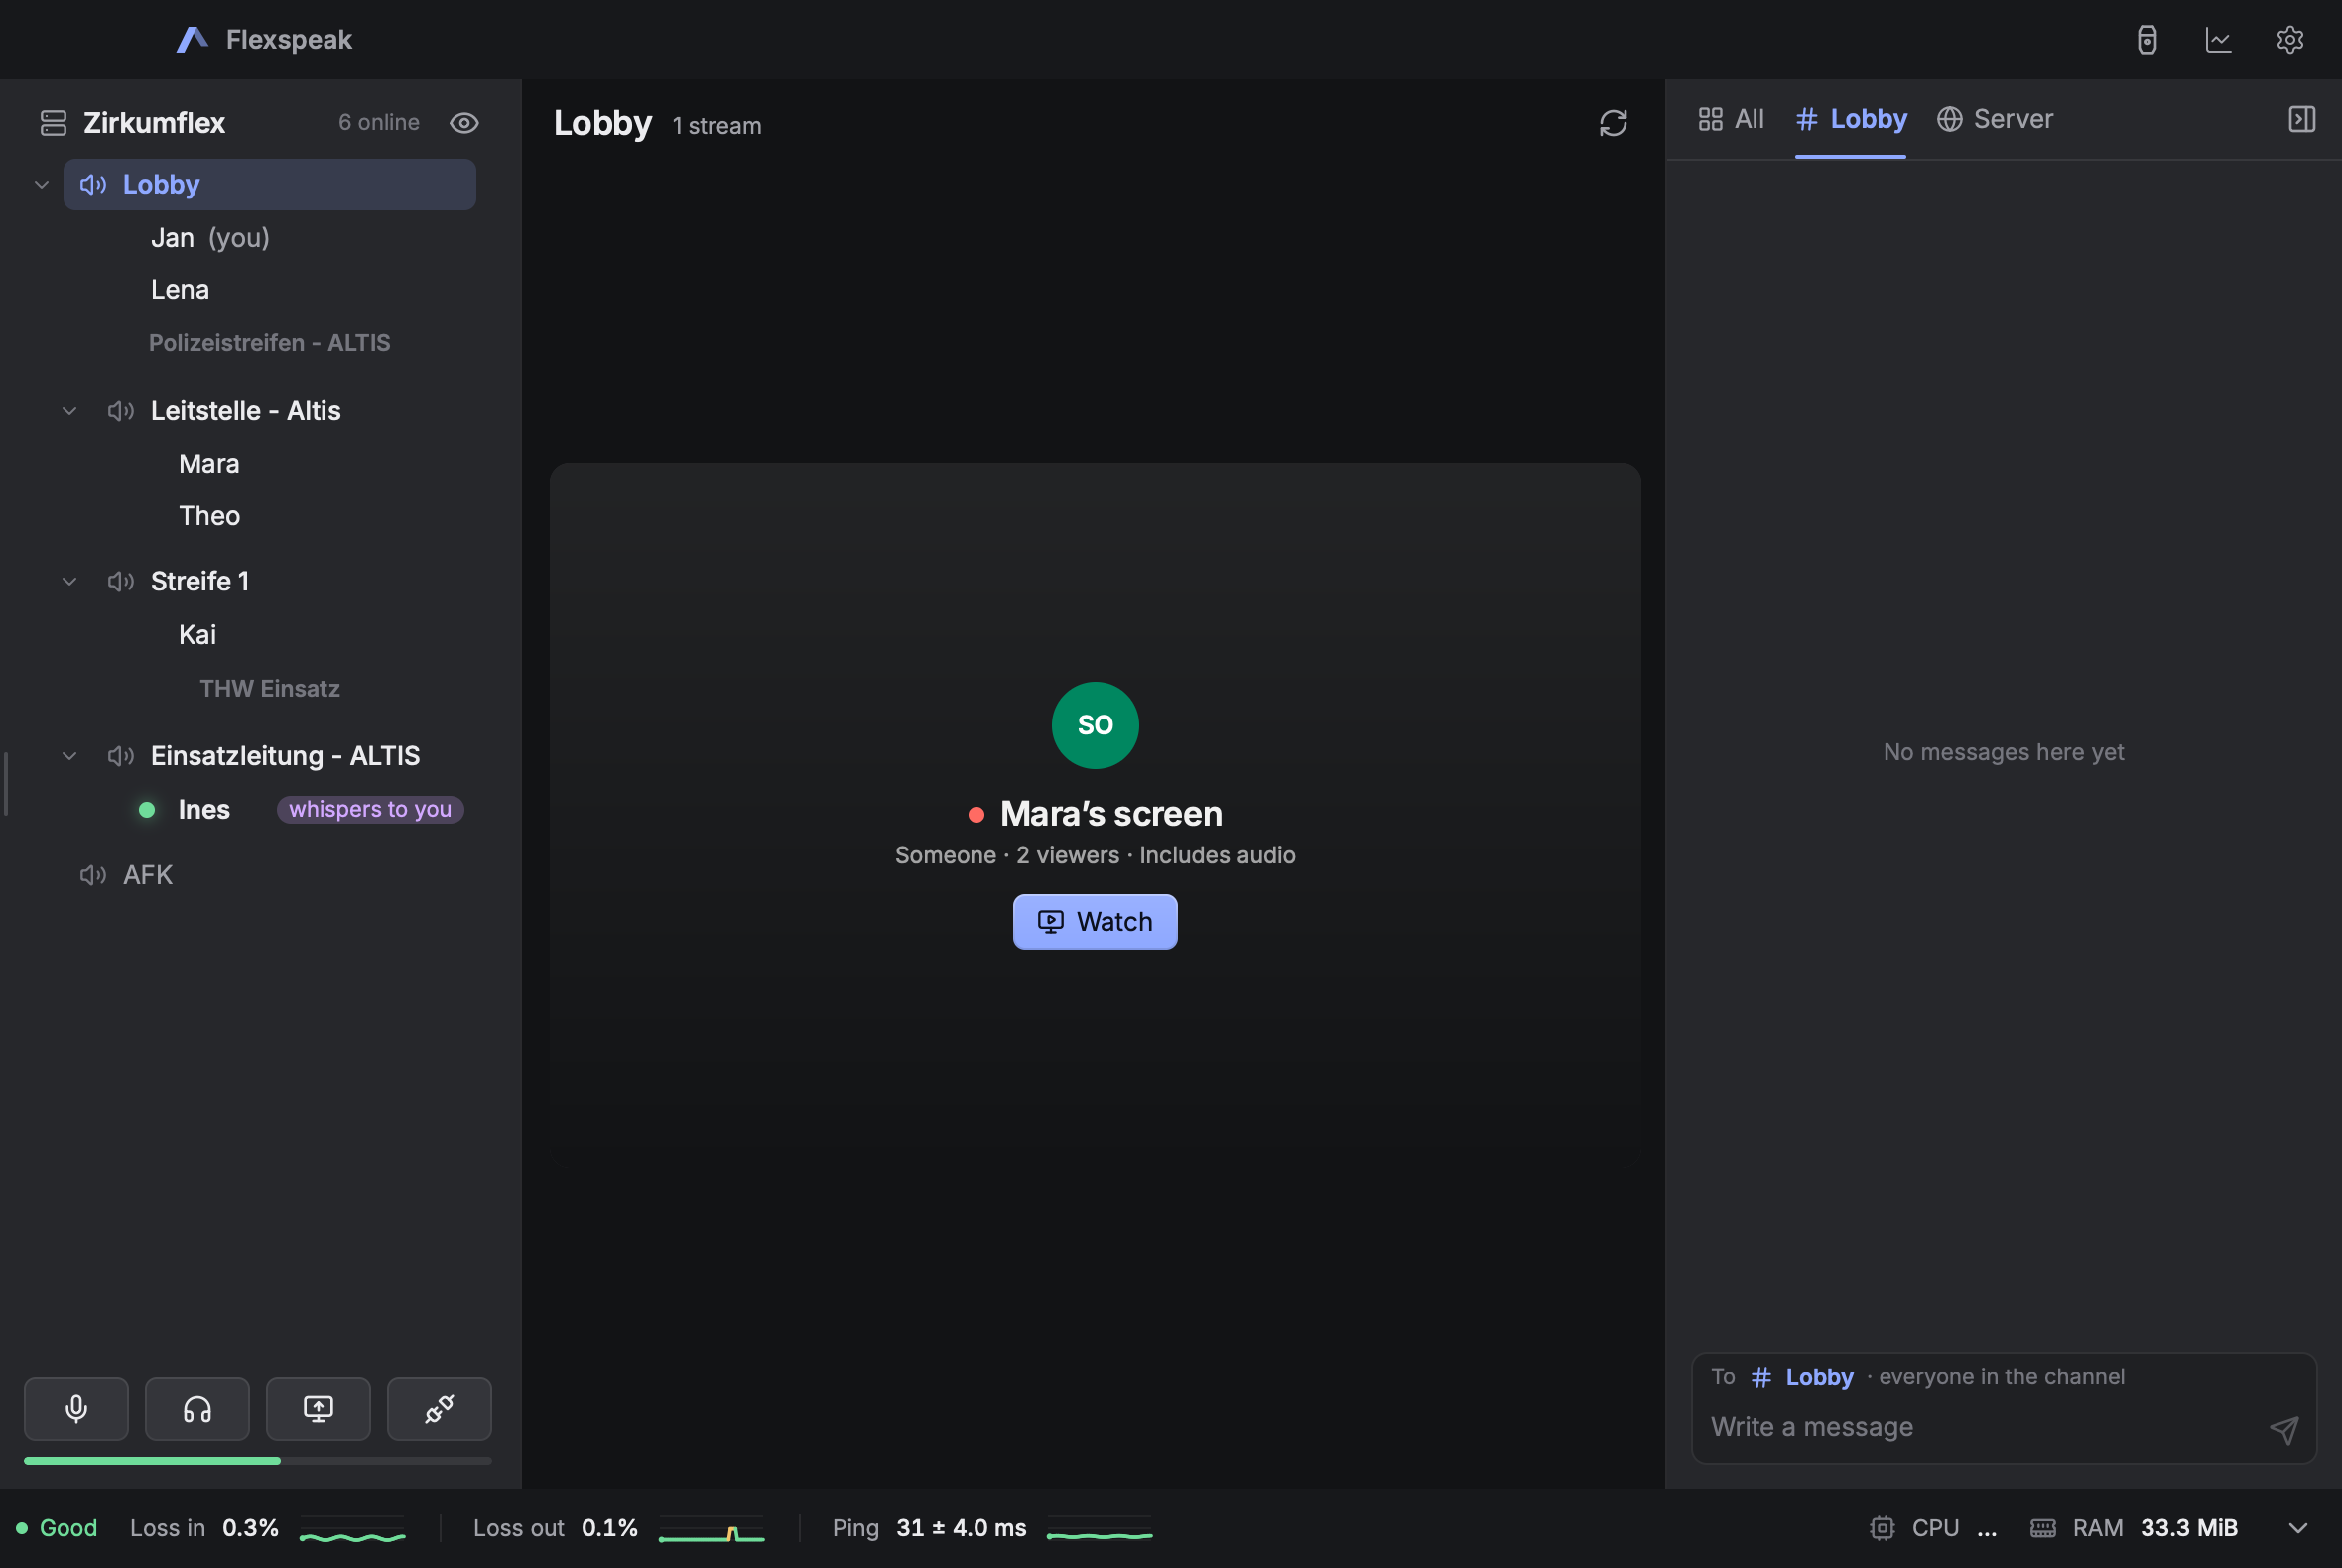 Flexspeak
Zirkumflex 6 online
Lobby
Jan (you)
Lena
Polizeistreifen - ALTIS
Leitstelle - Altis
Mara
Theo
Streife 1
Kai
THW Einsatz
Einsatzleitung - ALTIS
Ines whispers to you
AFK
Lobby 1 stream
SO
Mara’s screen
Someone · 2 viewers · Includes audio
Watch
All # Lobby Server
No messages here yet
To # Lobby · everyone in the channel
Write a message
Good Loss in 0.3% Loss out 0.1% Ping 31 ± 4.0 ms CPU ... RAM 33.3 MiB